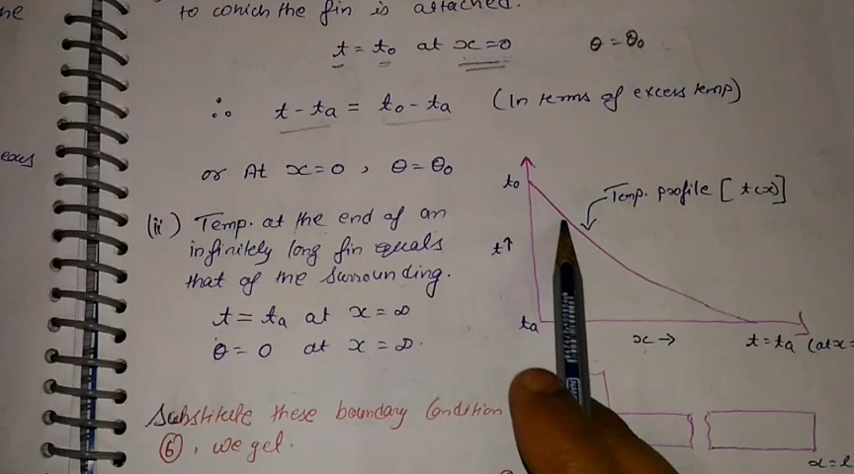 ne
to which the fin is attached.
t = t₀ at x=0 θ = θ₀
∴ t - ta = t₀ - ta (In terms of excess temp)
excess
or At x=0, θ = θ₀
(ii) Temp. at the end of an
infinitely long fin equals
that of the surrounding.
t = ta at x = ∞
θ = 0 at x = ∞.
Substitute these boundary Condition
⑥, we get.
t₀
Temp. profile [t(x)]
t↑
ta
x→
t = ta (at x=
x = l